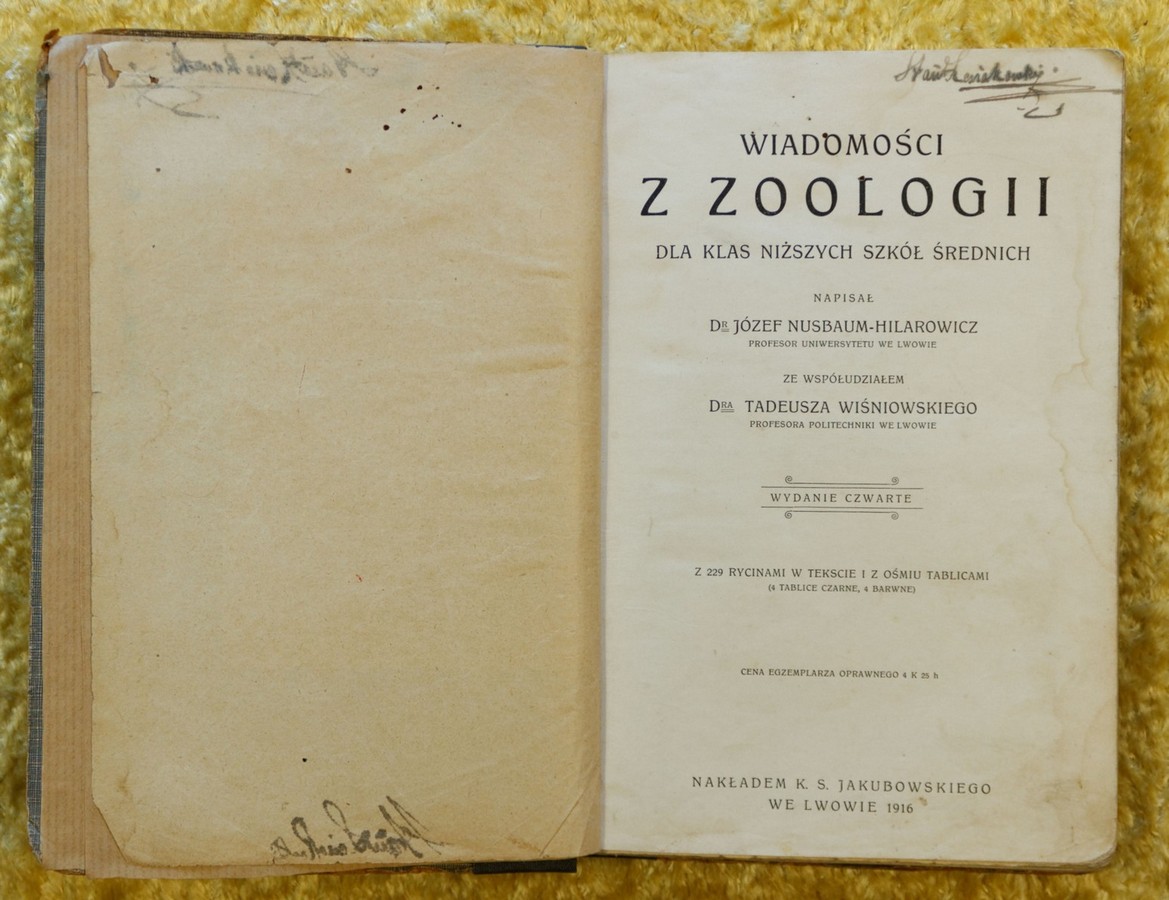 WIADOMOŚCI
Z ZOOLOGII
DLA KLAS NIŻSZYCH SZKÓŁ ŚREDNICH
NAPISAŁ
DR JÓZEF NUSBAUM-HILAROWICZ
PROFESOR UNIWERSYTETU WE LWOWIE
ZE WSPÓŁUDZIAŁEM
DRA TADEUSZA WIŚNIOWSKIEGO
PROFESORA POLITECHNIKI WE LWOWIE
WYDANIE CZWARTE
Z 229 RYCINAMI W TEKSCIE I Z OŚMIU TABLICAMI
(4 TABLICE CZARNE, 4 BARWNE)
CENA EGZEMPLARZA OPRAWNEGO 4 K 25 h
NAKŁADEM K. S. JAKUBOWSKIEGO
WE LWOWIE 1916